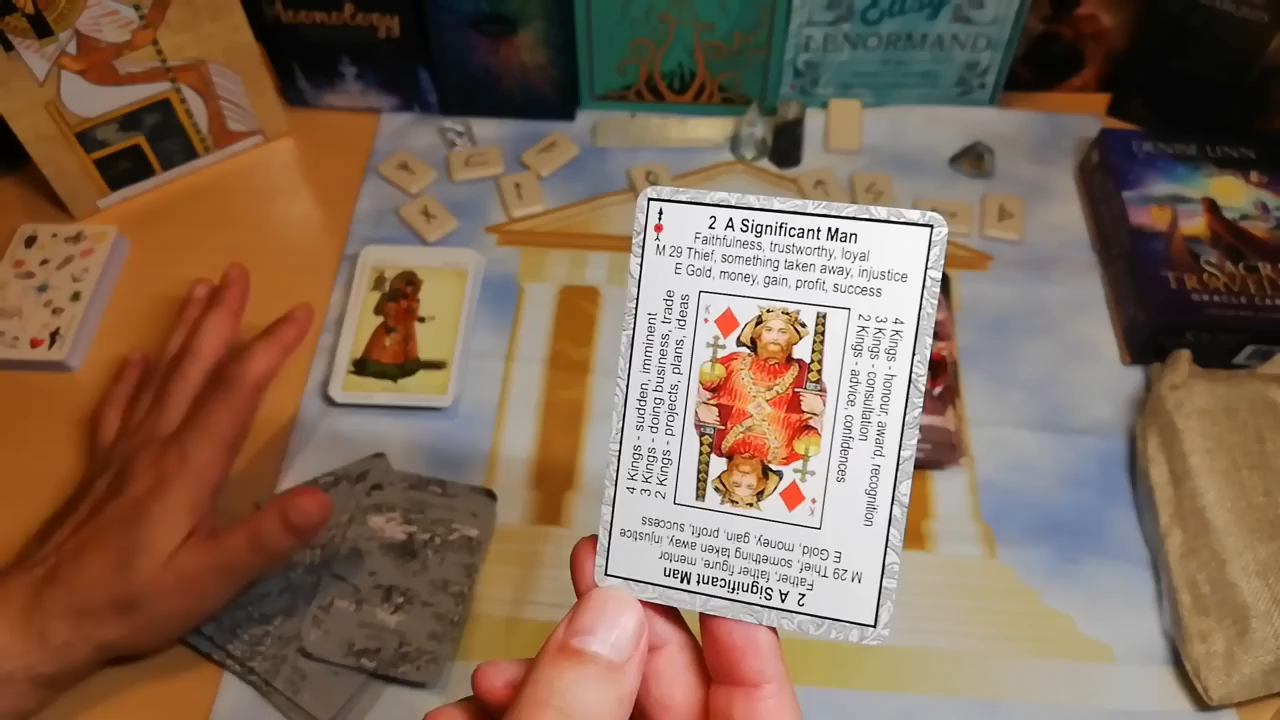 Moonology
Easy
LENORMAND
DENISE LINN
SACRED
TRAVELER
ORACLE CARDS
2 A Significant Man
Faithfulness, trustworthy, loyal
M 29 Thief, something taken away, injustice
E Gold, money, gain, profit, success
4 Kings - sudden, imminent
3 Kings - doing business, trade
2 Kings - projects, plans, ideas
K
4 Kings - honour, award, recognition
3 Kings - consultation
2 Kings - advice, confidences
K
2 A Significant Man
Father, father figure, mentor
M 29 Thief, something taken away, injustice
E Gold, money, gain, profit, success